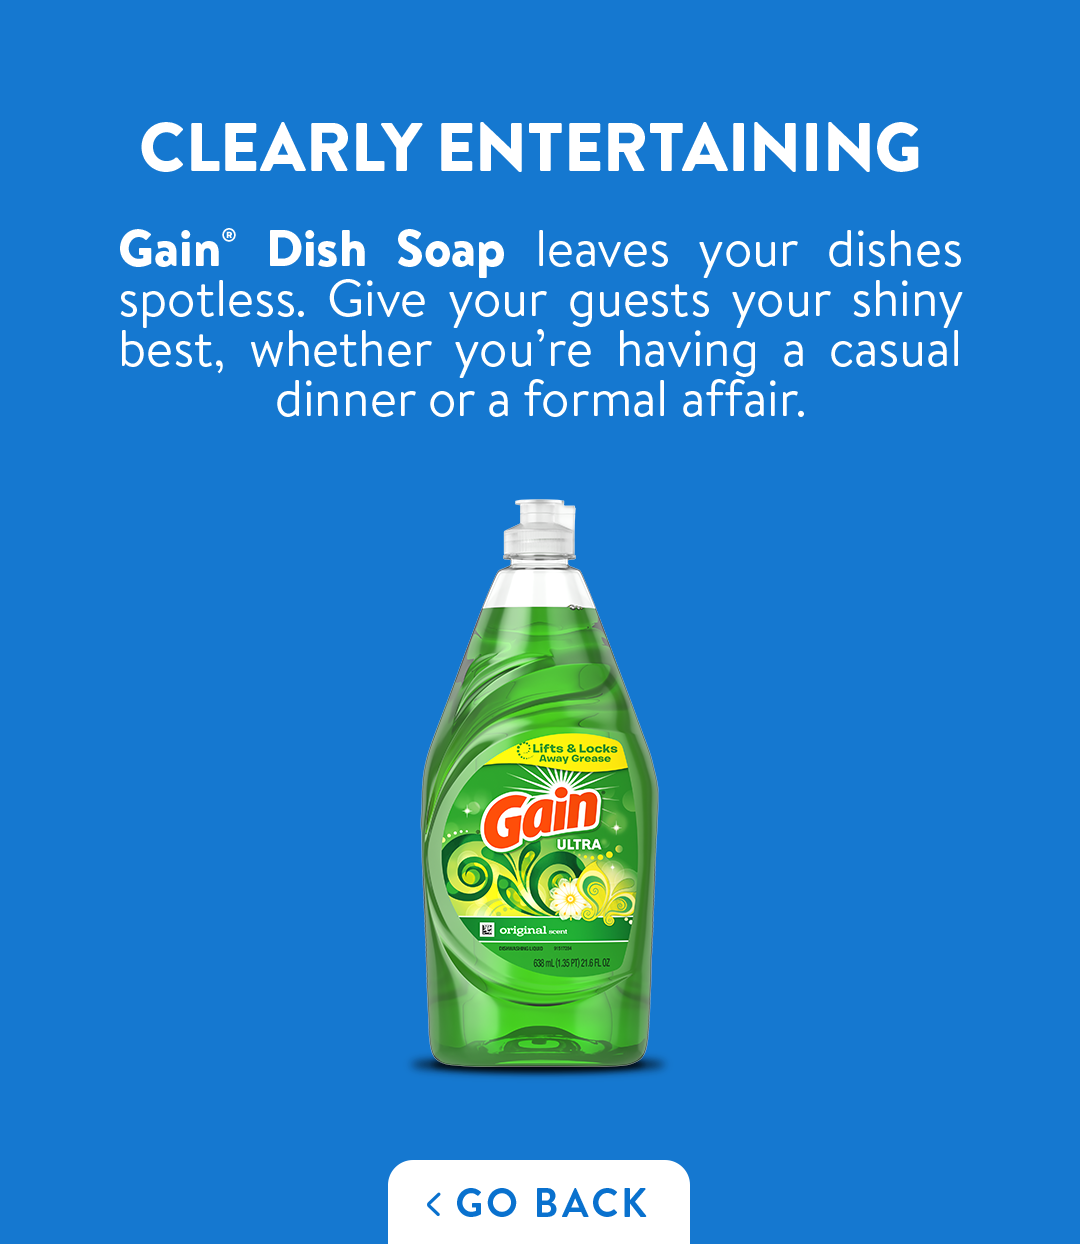 CLEARLY ENTERTAINING
Gain® Dish Soap leaves your dishes
spotless. Give your guests your shiny
best, whether you’re having a casual
dinner or a formal affair.
Lifts & Locks
Away Grease
Gain
ULTRA
original scent
DISHWASHING LIQUID
638 mL (1.35 PT) 21.6 FL OZ
< GO BACK